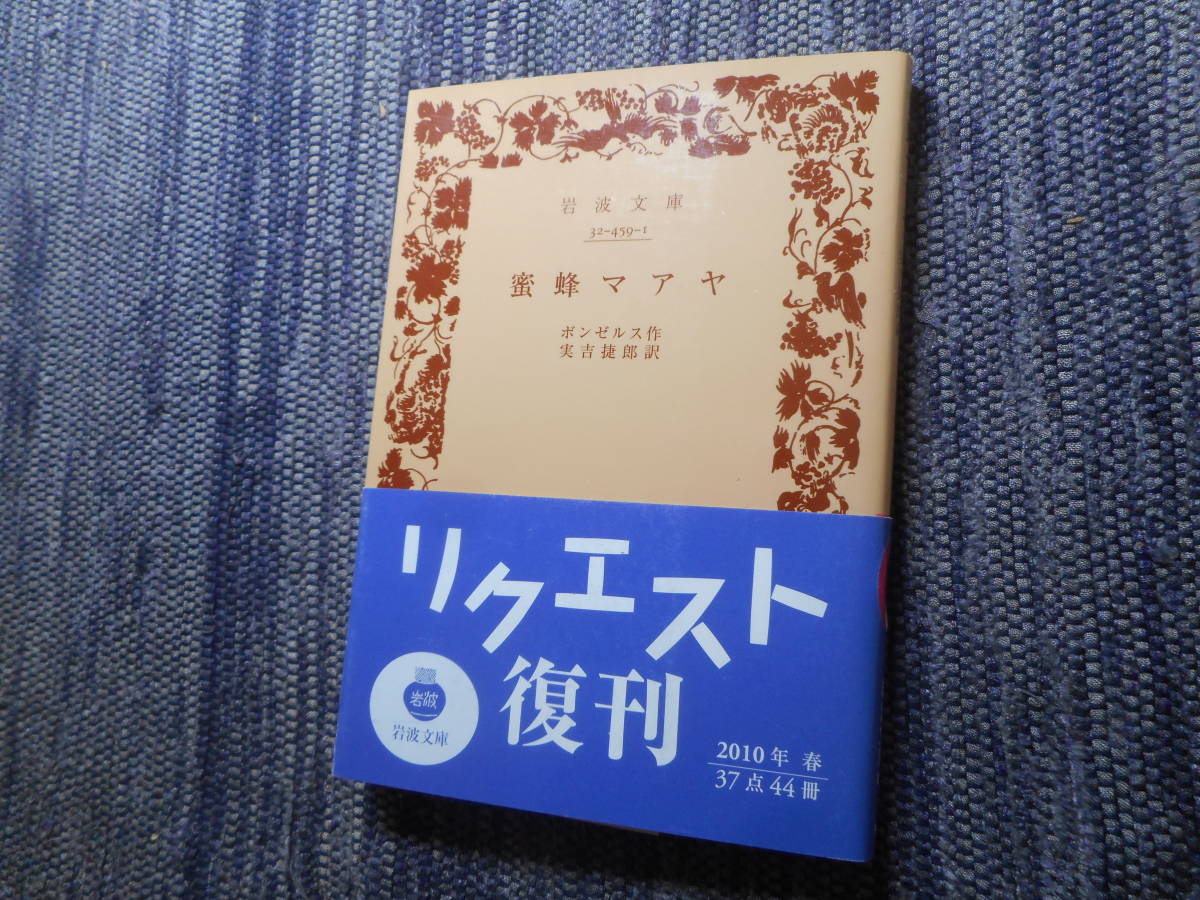 岩波文庫
32-459-1
蜜蜂マアヤ
ボンゼルス作
実吉捷郎訳
リクエスト
復刊
岩波
岩波文庫
2010年 春
37点44冊